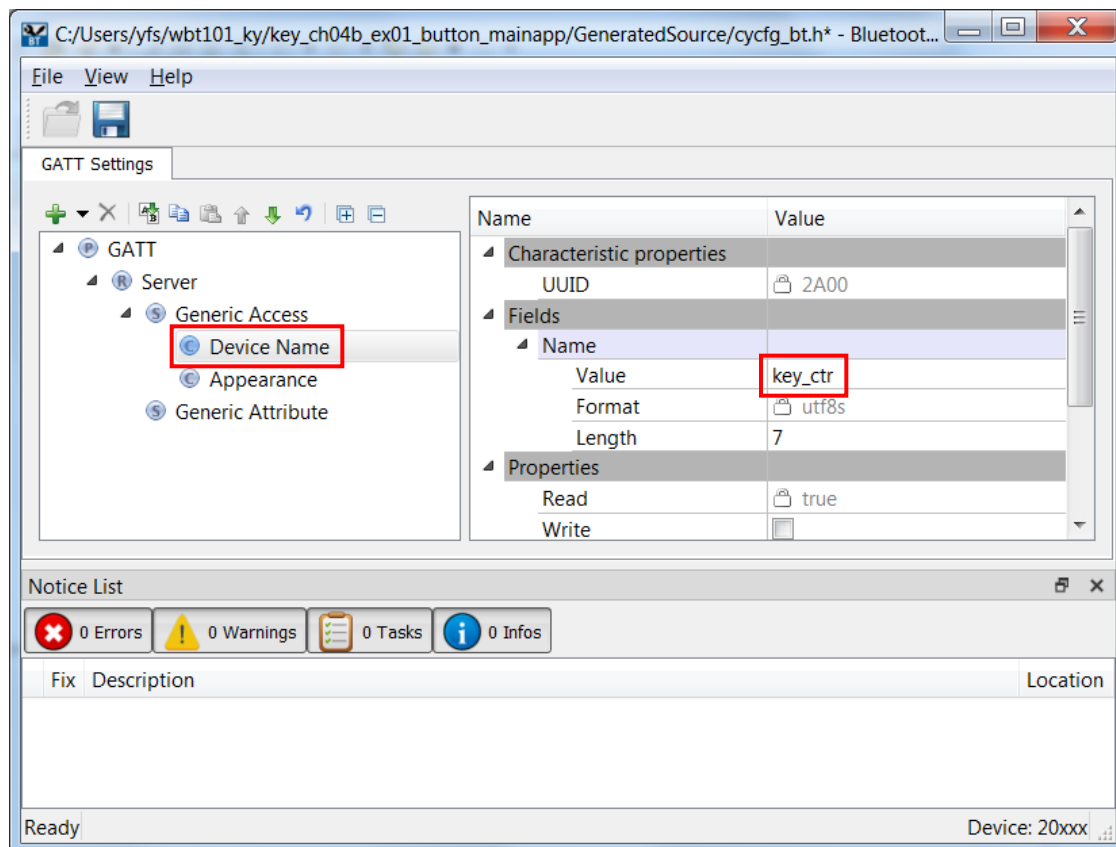 C:/Users/yfs/wbt101_ky/key_ch04b_ex01_button_mainapp/GeneratedSource/cycfg_bt.h* - Bluetoot...
File View Help
GATT Settings
GATT
Server
Generic Access
Device Name
Appearance
Generic Attribute
Name Value
Characteristic properties
UUID 2A00
Fields
Name
Value key_ctr
Format utf8s
Length 7
Properties
Read true
Write
Notice List
0 Errors 0 Warnings 0 Tasks 0 Infos
Fix Description Location
Ready Device: 20xxx